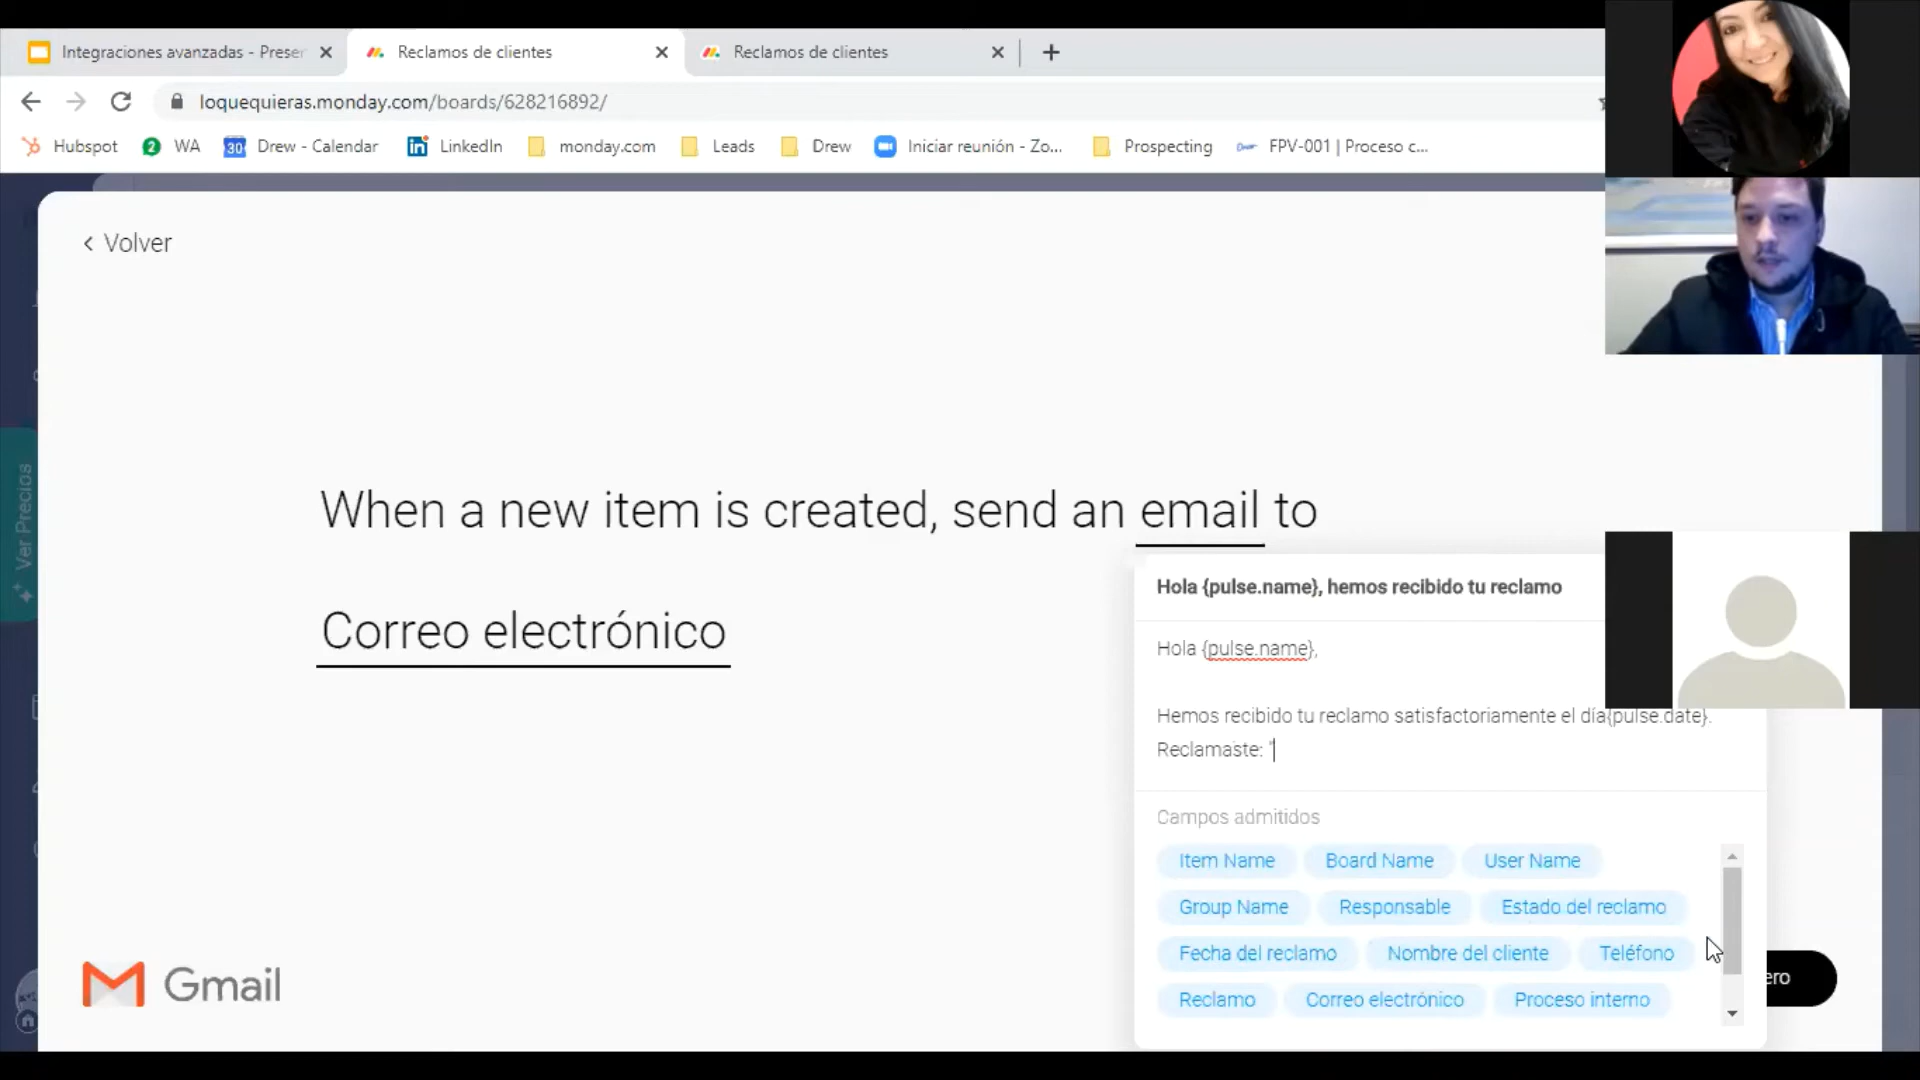 Integraciones avanzadas - Preser
Reclamos de clientes
Reclamos de clientes
loquequieras.monday.com/boards/628216892/
Hubspot
2 WA
30 Drew - Calendar
in LinkedIn
monday.com
Leads
Drew
Iniciar reunión - Zo...
Prospecting
FPV-001 | Proceso c...
Volver
Ver Precios
When a new item is created, send an email to
Correo electrónico
Hola {pulse.name}, hemos recibido tu reclamo
Hola {pulse.name},
Hemos recibido tu reclamo satisfactoriamente el día{pulse.date}.
Reclamaste: "
Campos admitidos
Item Name Board Name User Name
Group Name Responsable Estado del reclamo
Fecha del reclamo Nombre del cliente Teléfono
Reclamo Correo electrónico Proceso interno
ero
Gmail